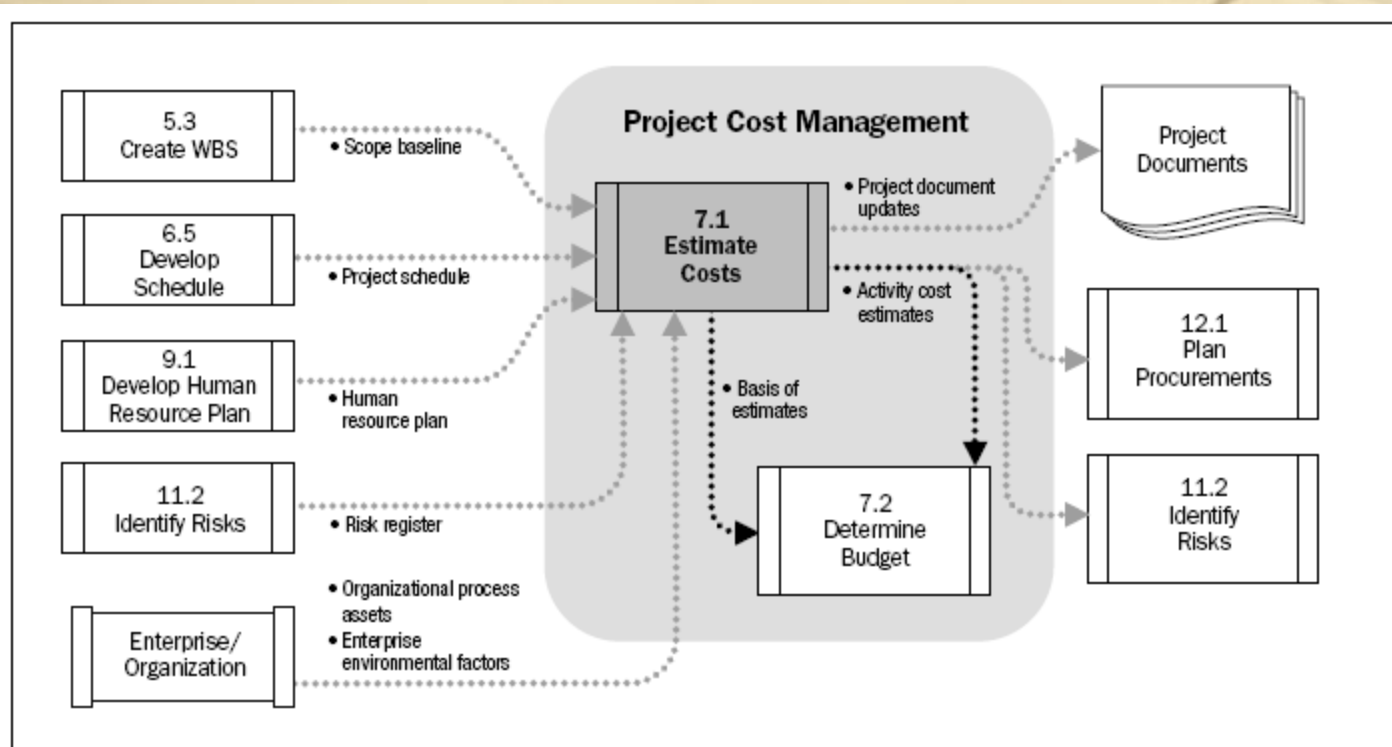 Project Cost Management
5.3
Create WBS
• Scope baseline
6.5
Develop
Schedule
• Project schedule
9.1
Develop Human
Resource Plan
• Human
resource plan
11.2
Identify Risks
• Risk register
Enterprise/
Organization
• Organizational process
assets
• Enterprise
environmental factors
7.1
Estimate
Costs
• Project document
updates
• Activity cost
estimates
• Basis of
estimates
7.2
Determine
Budget
Project
Documents
12.1
Plan
Procurements
11.2
Identify
Risks